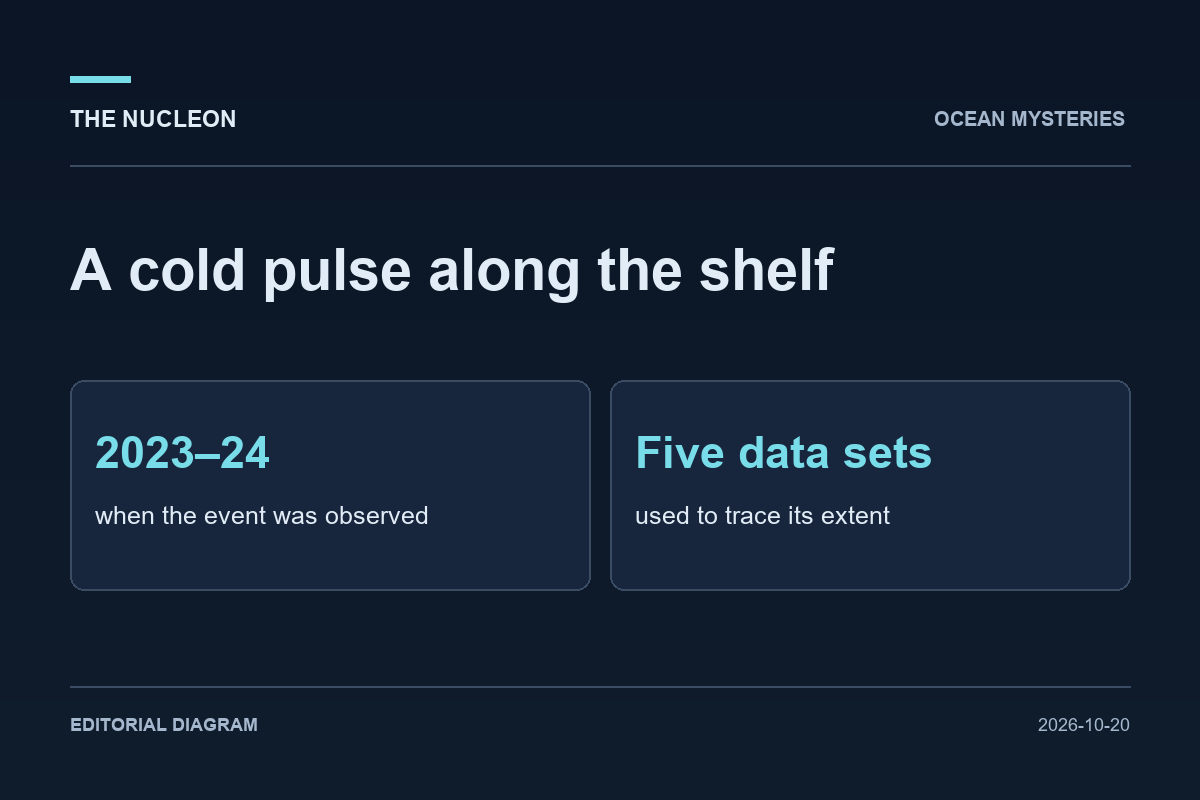 THE NUCLEON
OCEAN MYSTERIES
A cold pulse along the shelf
2023–24
when the event was observed
Five data sets
used to trace its extent
EDITORIAL DIAGRAM
2026-10-20